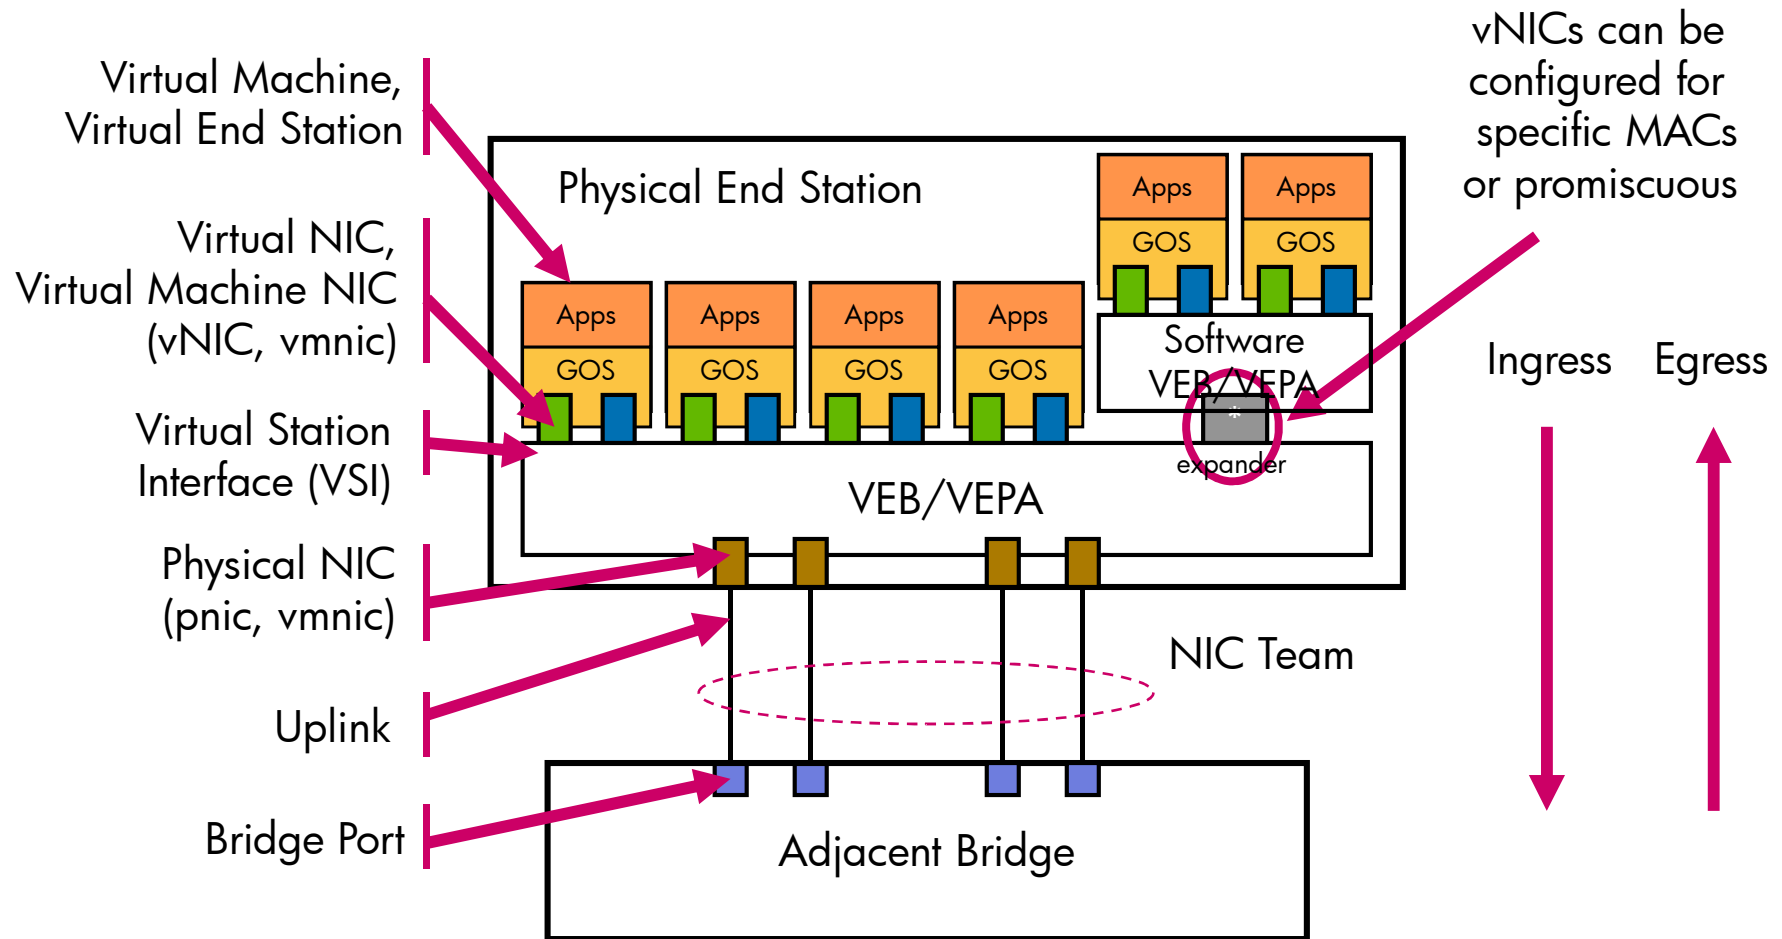 vNICs can be
configured for
specific MACs
or promiscuous
Virtual Machine,
Virtual End Station
Physical End Station
Apps
Apps
GOS
GOS
Virtual NIC,
Virtual Machine NIC
(vNIC, vmnic)
Apps
Apps
Apps
Apps
GOS
GOS
GOS
GOS
Software
VEB/VEPA
*
expander
Ingress
Egress
Virtual Station
Interface (VSI)
VEB/VEPA
Physical NIC
(pnic, vmnic)
NIC Team
Uplink
Bridge Port
Adjacent Bridge